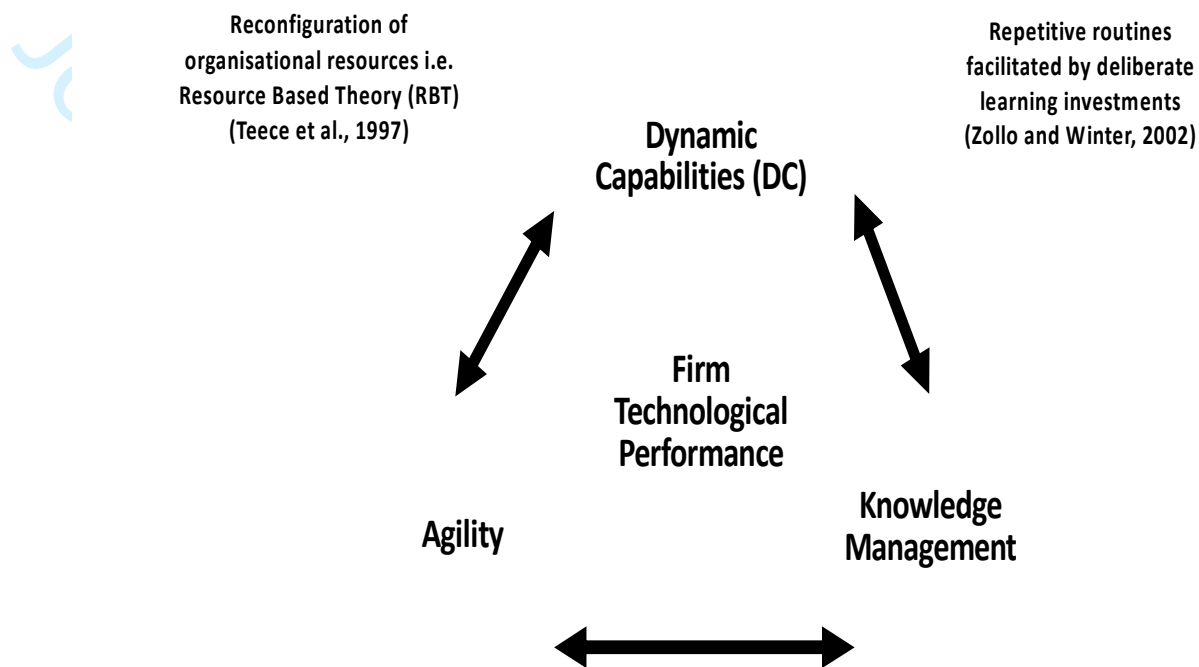 Reconfiguration of
organisational resources i.e.
Resource Based Theory (RBT)
(Teece et al., 1997)
Repetitive routines
facilitated by deliberate
learning investments
(Zollo and Winter, 2002)
Dynamic
Capabilities (DC)
Firm
Technological
Performance
Agility
Knowledge
Management